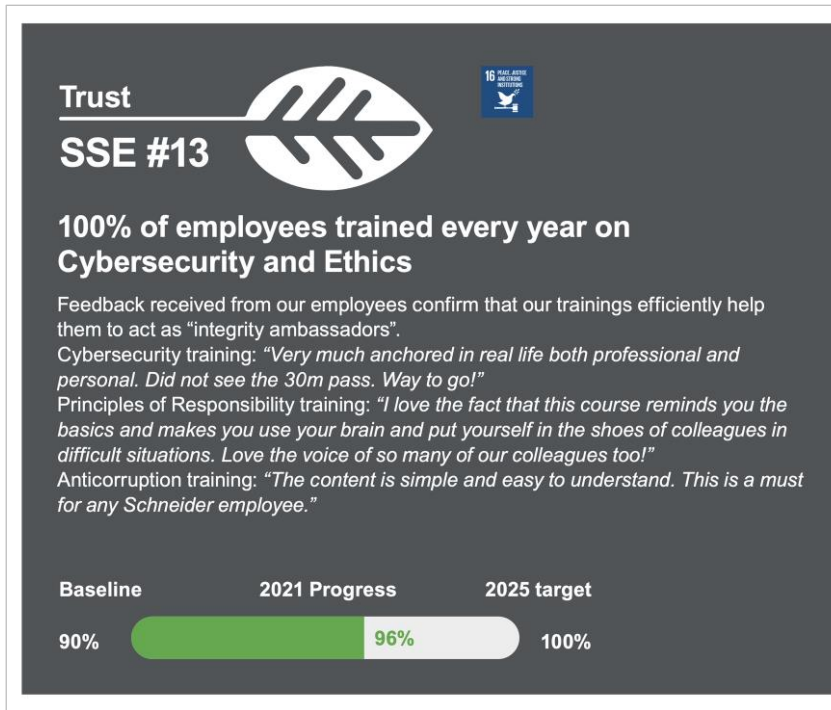 Trust
SSE #13
16 PEACE, JUSTICE
AND STRONG
INSTITUTIONS
100% of employees trained every year on
Cybersecurity and Ethics
Feedback received from our employees confirm that our trainings efficiently help
them to act as “integrity ambassadors”.
Cybersecurity training: “Very much anchored in real life both professional and
personal. Did not see the 30m pass. Way to go!”
Principles of Responsibility training: “I love the fact that this course reminds you the
basics and makes you use your brain and put yourself in the shoes of colleagues in
difficult situations. Love the voice of so many of our colleagues too!”
Anticorruption training: “The content is simple and easy to understand. This is a must
for any Schneider employee.”
Baseline 2021 Progress 2025 target
90% 96% 100%